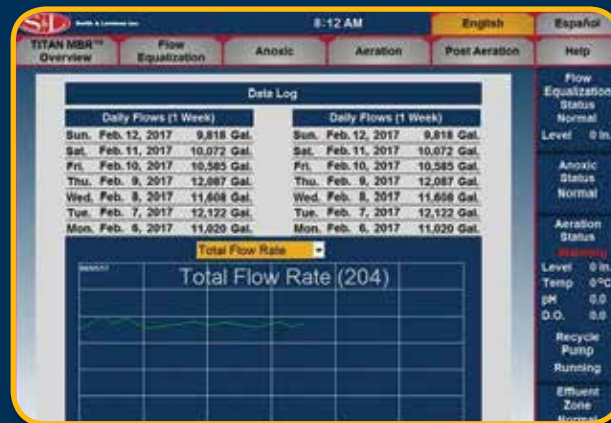 S&L Smith & Loveless Inc. 8:12 AM English Español
TITAN MBR™ Overview Flow Equalization Anoxic Aeration Post Aeration Help
Data Log
Daily Flows (1 Week) Daily Flows (1 Week)
Sun. Feb. 12, 2017 9,818 Gal. Sun. Feb. 12, 2017 9,818 Gal.
Sat. Feb. 11, 2017 10,072 Gal. Sat. Feb. 11, 2017 10,072 Gal.
Fri. Feb. 10, 2017 10,585 Gal. Fri. Feb. 10, 2017 10,585 Gal.
Thu. Feb. 9, 2017 12,087 Gal. Thu. Feb. 9, 2017 12,087 Gal.
Wed. Feb. 8, 2017 11,608 Gal. Wed. Feb. 8, 2017 11,608 Gal.
Tue. Feb. 7, 2017 12,122 Gal. Tue. Feb. 7, 2017 12,122 Gal.
Mon. Feb. 6, 2017 11,020 Gal. Mon. Feb. 6, 2017 11,020 Gal.
Total Flow Rate
Total Flow Rate (204)
Flow
Equalization
Status
Normal
Level 0 In.
Anoxic
Status
Normal
Aeration
Status
Warning
Level 0 In.
Temp 0°C
pH 0.0
D.O. 0.0
Recycle
Pump
Running
Effluent
Zone
Normal